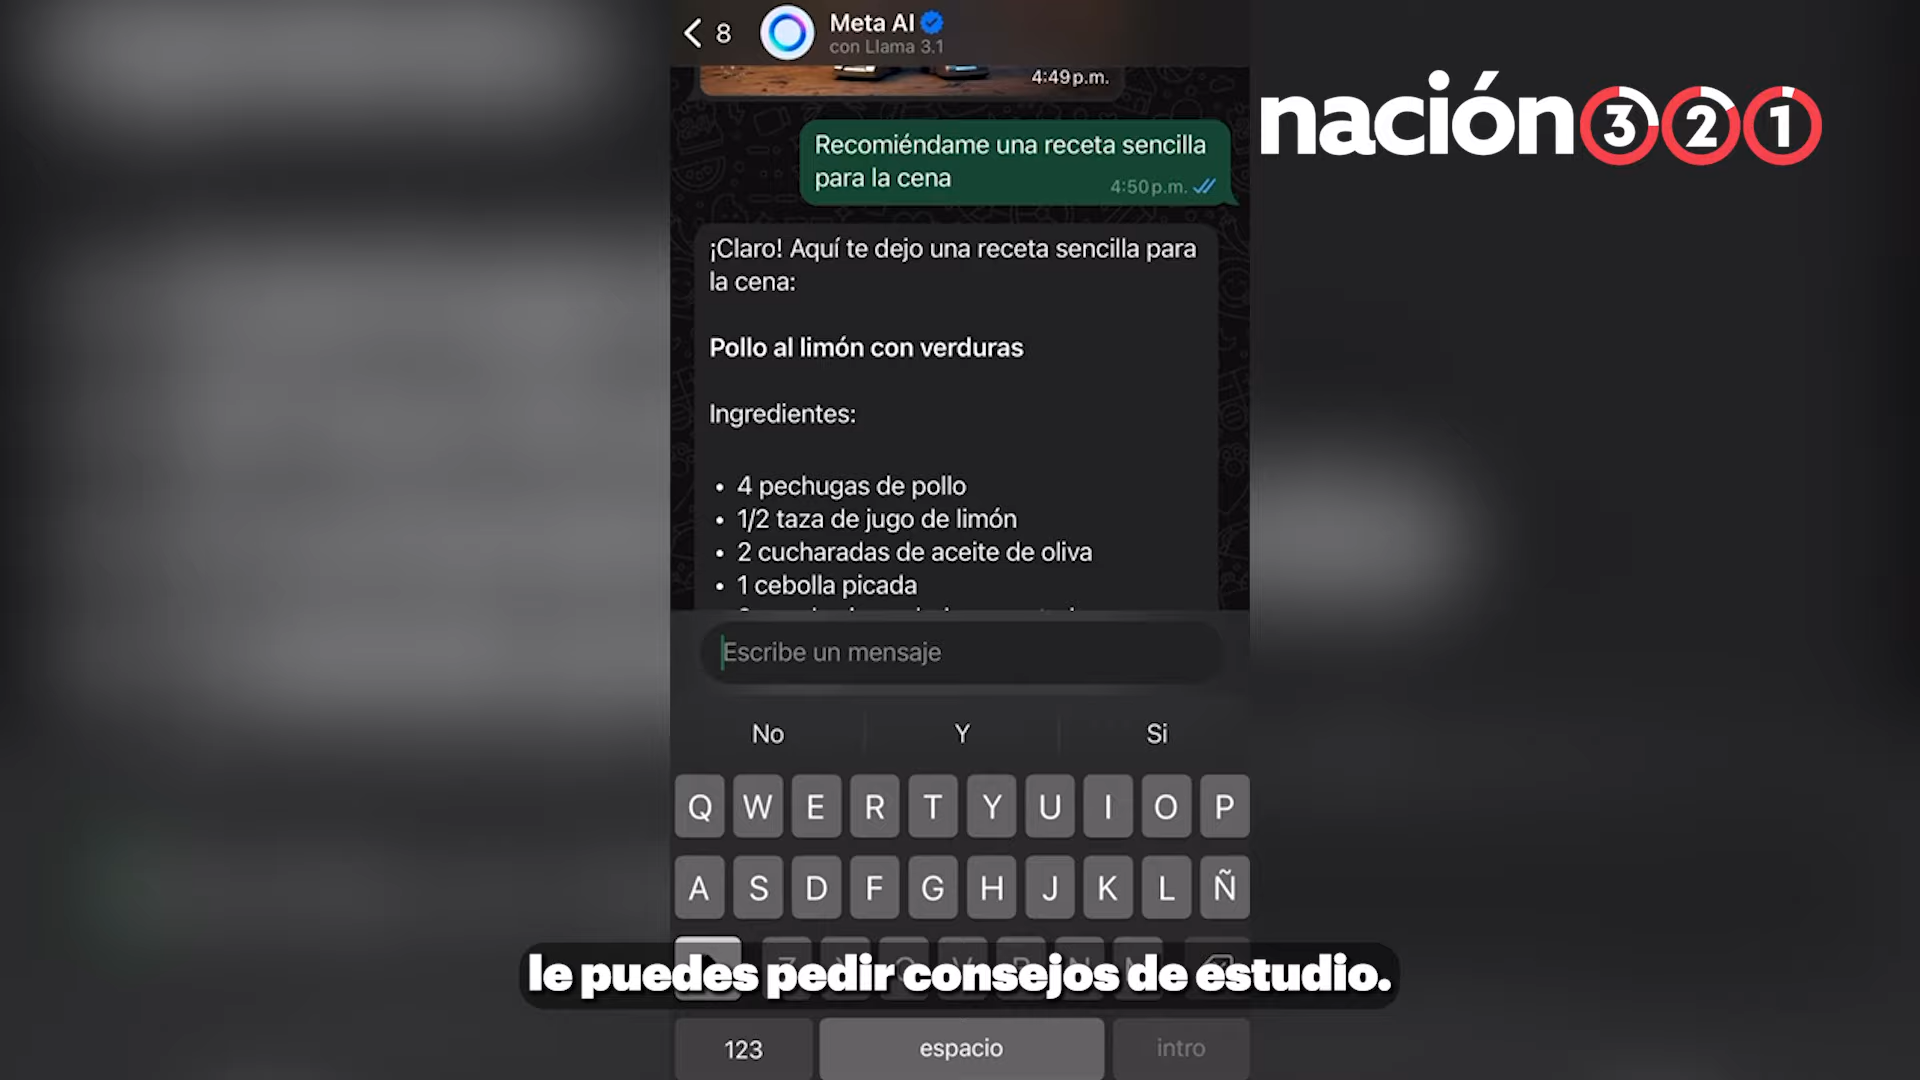 8
Meta AI
con Llama 3.1
4:49 p.m.
nación321
Recomiéndame una receta sencilla
para la cena
4:50 p.m.
¡Claro! Aquí te dejo una receta sencilla para
la cena:
Pollo al limón con verduras
Ingredientes:
• 4 pechugas de pollo
• 1/2 taza de jugo de limón
• 2 cucharadas de aceite de oliva
• 1 cebolla picada
Escribe un mensaje
No Y Si
Q W E R T Y U I O P
A S D F G H J K L Ñ
le puedes pedir consejos de estudio.
123 espacio intro